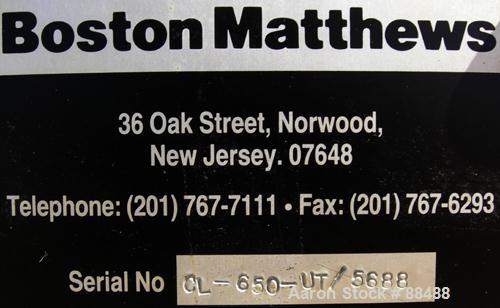 Boston Matthews
36 Oak Street, Norwood,
New Jersey. 07648
Telephone: (201) 767-7111 • Fax: (201) 767-6293
Serial No CL-650-UT/5688
Aaron Stock # 88488